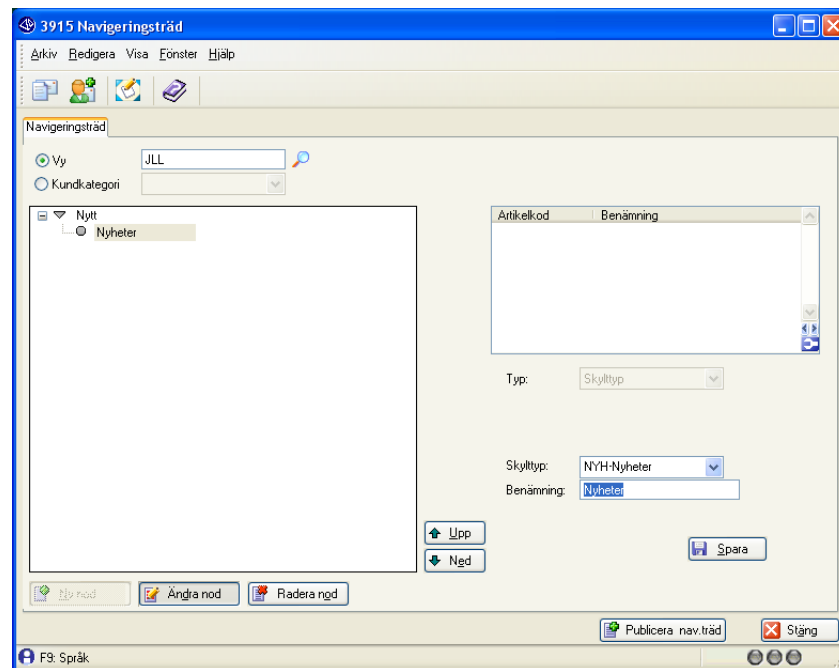 3915 Navigeringsträd
Arkiv Redigera Visa Fönster Hjälp
Navigeringsträd
Vy JLL
Kundkategori
Nytt
Nyheter
Artikelkod Benämning
Typ: Skylttyp
Skylttyp: NYH-Nyheter
Benämning: Nyheter
Upp
Ned
Spara
Ny nod Ändra nod Radera nod
Publicera nav.träd Stäng
F9: Språk